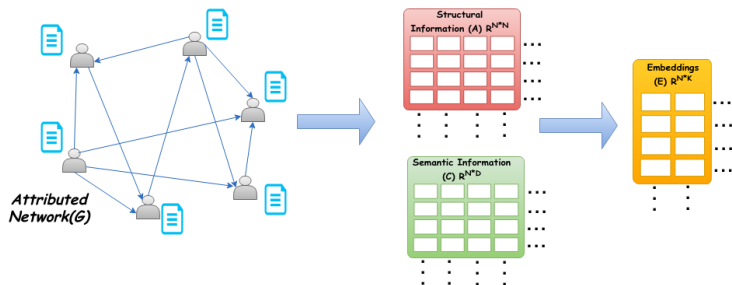 Attributed
Network(G)
Structural
Information (A) R^N*N
Semantic Information
(C) R^N*D
Embeddings
(E) R^N*K